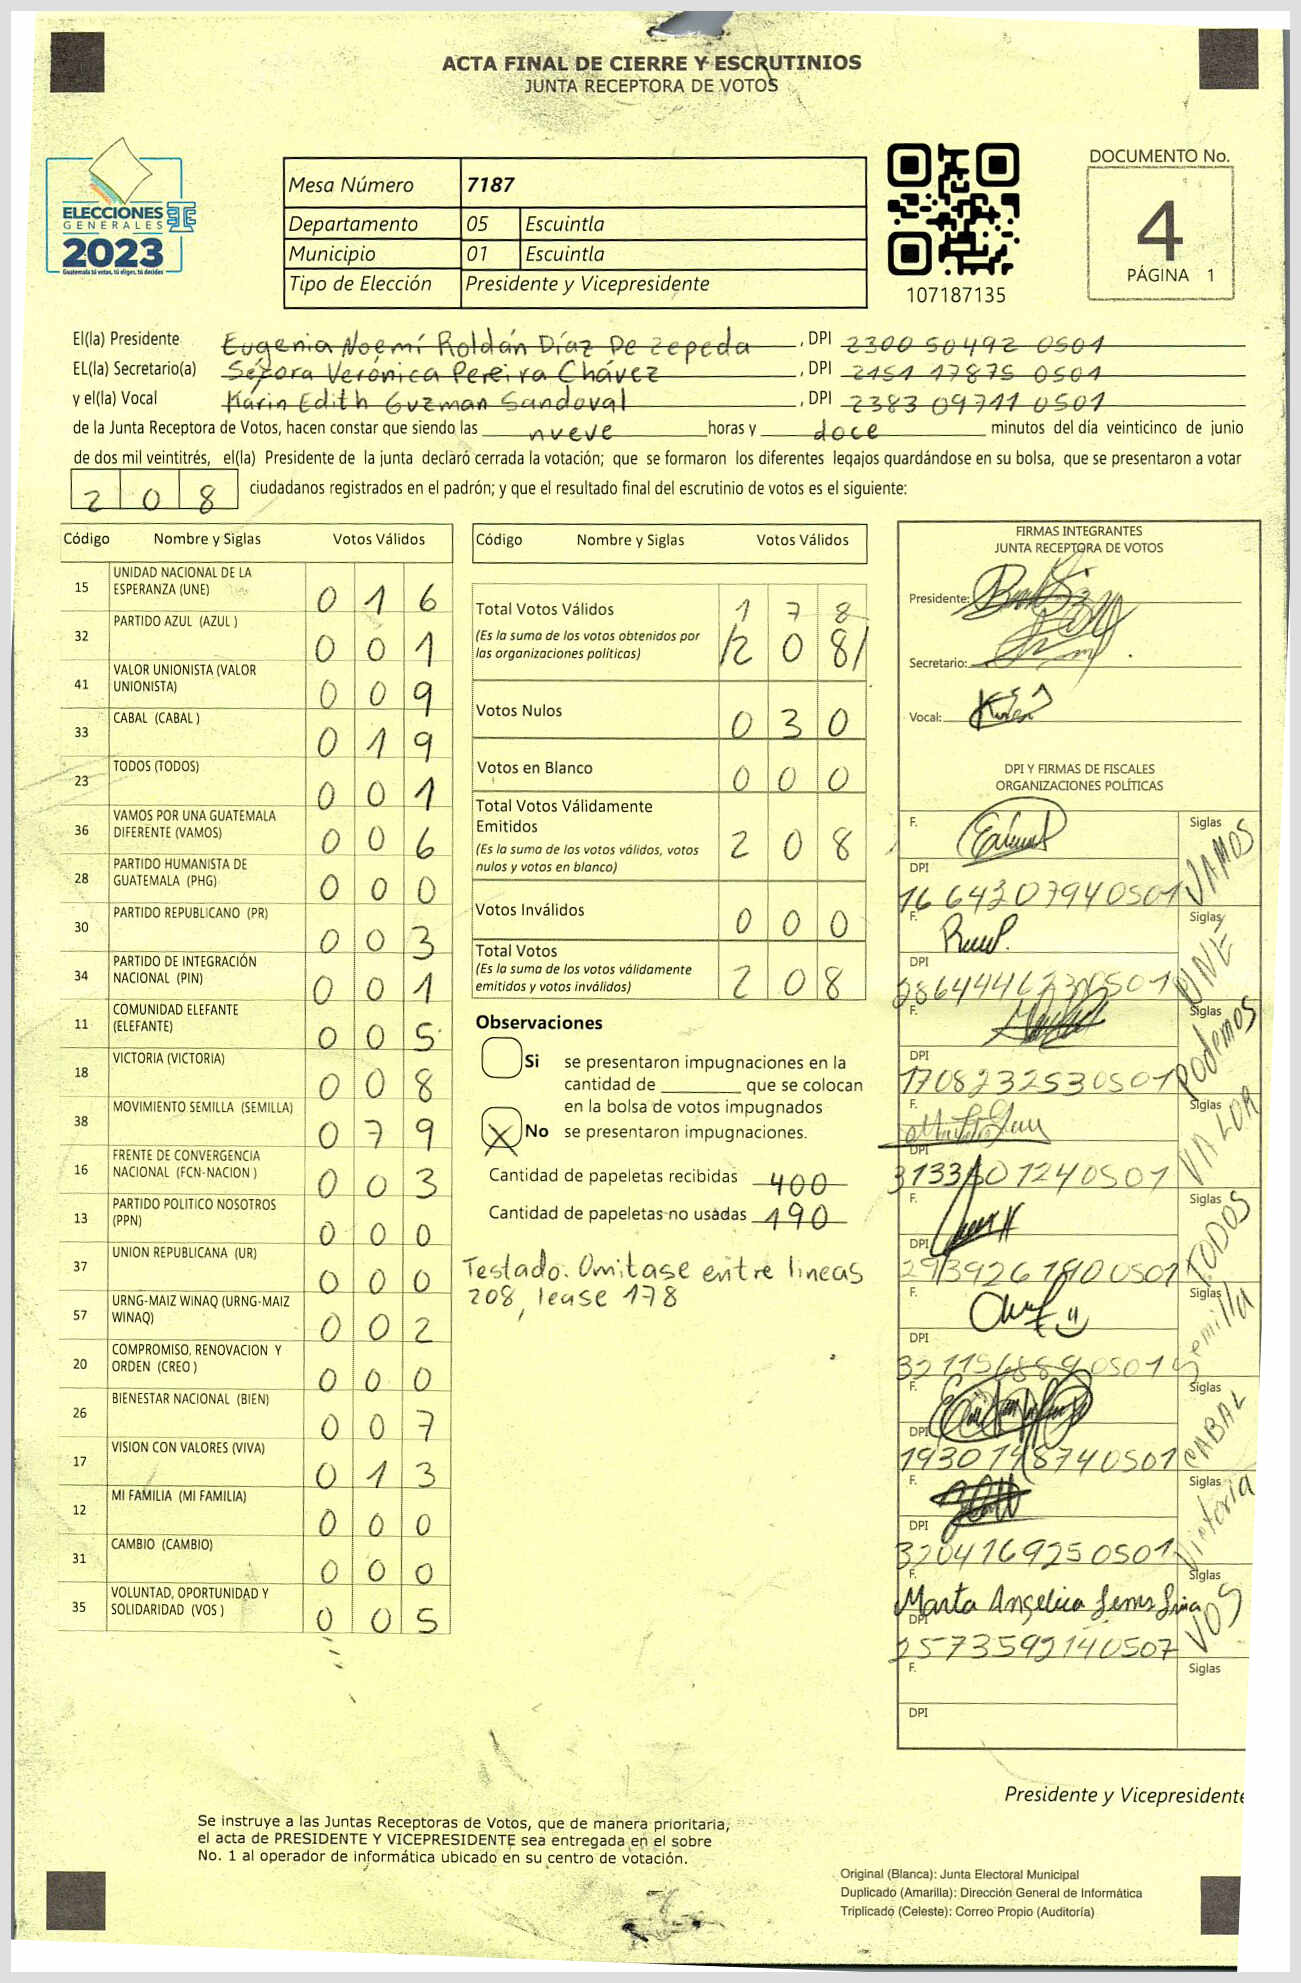 ACTA FINAL DE CIERRE Y ESCRUTINIOS
JUNTA RECEPTORA DE VOTOS
ELECCIONES
GENERALES
2023
Guatemala tú votas, tú eliges, tú decides
Mesa Número 7187
Departamento 05 Escuintla
Municipio 01 Escuintla
Tipo de Elección Presidente y Vicepresidente
107187135
DOCUMENTO No.
4
PÁGINA 1
El(la) Presidente Eugenia Noemí Roldán Díaz De Zepeda, DPI 2300 50492 0501
EL(la) Secretario(a) Séfora Verónica Pereira Chávez, DPI 2151 17875 0501
y el(la) Vocal Karin Edith Guzman Sandoval, DPI 2383 09711 0501
de la Junta Receptora de Votos, hacen constar que siendo las nueve horas y doce minutos del día veinticinco de junio
de dos mil veintitrés, el(la) Presidente de la junta declaró cerrada la votación; que se formaron los diferentes legajos guardándose en su bolsa, que se presentaron a votar
208 ciudadanos registrados en el padrón; y que el resultado final del escrutinio de votos es el siguiente:
Código Nombre y Siglas Votos Válidos
15 UNIDAD NACIONAL DE LA ESPERANZA (UNE) 0 1 6
32 PARTIDO AZUL (AZUL ) 0 0 1
41 VALOR UNIONISTA (VALOR UNIONISTA) 0 0 9
33 CABAL (CABAL ) 0 1 9
23 TODOS (TODOS) 0 0 1
36 VAMOS POR UNA GUATEMALA DIFERENTE (VAMOS) 0 0 6
28 PARTIDO HUMANISTA DE GUATEMALA (PHG) 0 0 0
30 PARTIDO REPUBLICANO (PR) 0 0 3
34 PARTIDO DE INTEGRACIÓN NACIONAL (PIN) 0 0 1
11 COMUNIDAD ELEFANTE (ELEFANTE) 0 0 5
18 VICTORIA (VICTORIA) 0 0 8
38 MOVIMIENTO SEMILLA (SEMILLA) 0 7 9
16 FRENTE DE CONVERGENCIA NACIONAL (FCN-NACION ) 0 0 3
13 PARTIDO POLITICO NOSOTROS (PPN) 0 0 0
37 UNION REPUBLICANA (UR) 0 0 0
57 URNG-MAIZ WINAQ (URNG-MAIZ WINAQ) 0 0 2
20 COMPROMISO, RENOVACION Y ORDEN (CREO ) 0 0 0
26 BIENESTAR NACIONAL (BIEN) 0 0 7
17 VISION CON VALORES (VIVA) 0 1 3
12 MI FAMILIA (MI FAMILIA) 0 0 0
31 CAMBIO (CAMBIO) 0 0 0
35 VOLUNTAD, OPORTUNIDAD Y SOLIDARIDAD (VOS ) 0 0 5
Código Nombre y Siglas Votos Válidos
1 7 8
Total Votos Válidos /2 0 8/
(Es la suma de los votos obtenidos por
las organizaciones políticas)
Votos Nulos 0 3 0
Votos en Blanco 0 0 0
Total Votos Válidamente
Emitidos 2 0 8
(Es la suma de los votos válidos, votos
nulos y votos en blanco)
Votos Inválidos 0 0 0
Total Votos 2 0 8
(Es la suma de los votos válidamente
emitidos y votos inválidos)
Observaciones
Si se presentaron impugnaciones en la
cantidad de ________ que se colocan
en la bolsa de votos impugnados
X No se presentaron impugnaciones.
Cantidad de papeletas recibidas 400
Cantidad de papeletas no usadas 190
Testado. Omitase entre lineas
208, lease 178
FIRMAS INTEGRANTES
JUNTA RECEPTORA DE VOTOS
Presidente:
Secretario:
Vocal:
DPI Y FIRMAS DE FISCALES
ORGANIZACIONES POLÍTICAS
F. Siglas VAMOS
DPI
1664307940501
F. Siglas UNE
DPI
F. Siglas Podemos
DPI
1708232530501
F. Siglas VALOR
DPI
F. Siglas TODOS
DPI
F. Siglas Semilla
DPI
F. Siglas CABAL
DPI
F. Siglas Victoria
DPI
3204169250501
F. Marta Angelica Siglas VOS
DPI
2573592140507
F. Siglas
DPI
Presidente y Vicepresidente
Se instruye a las Juntas Receptoras de Votos, que de manera prioritaria,
el acta de PRESIDENTE Y VICEPRESIDENTE sea entregada en el sobre
No. 1 al operador de informática ubicado en su centro de votación.
Original (Blanca): Junta Electoral Municipal
Duplicado (Amarilla): Dirección General de Informática
Triplicado (Celeste): Correo Propio (Auditoría)